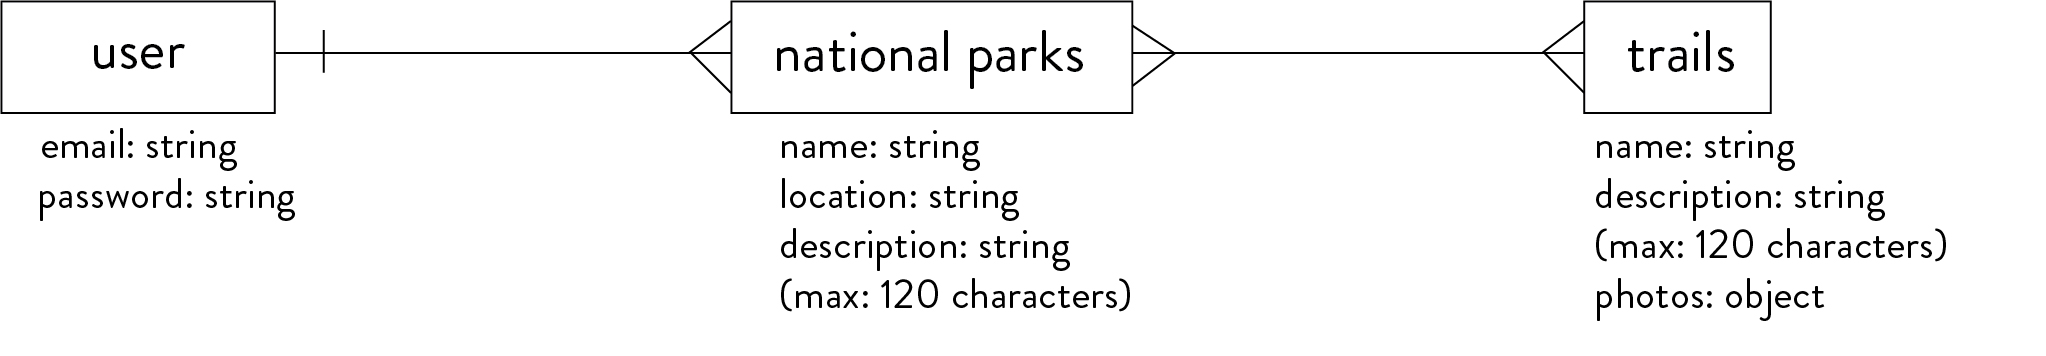 user
email: string
password: string
national parks
name: string
location: string
description: string
(max: 120 characters)
trails
name: string
description: string
(max: 120 characters)
photos: object